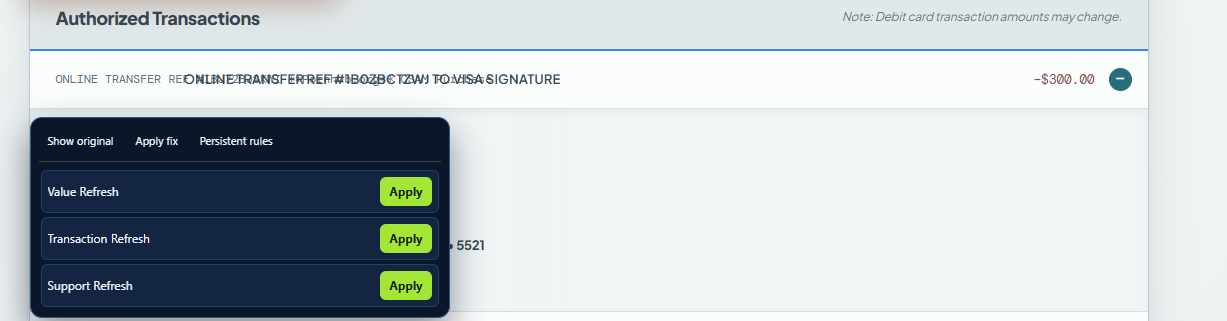 Authorized Transactions
Note: Debit card transaction amounts may change.
ONLINE TRANSFER REF
TO VISA SIGNATURE
-$300.00
Show original Apply fix Persistent rules
Value Refresh Apply
Transaction Refresh Apply
5521
Support Refresh Apply